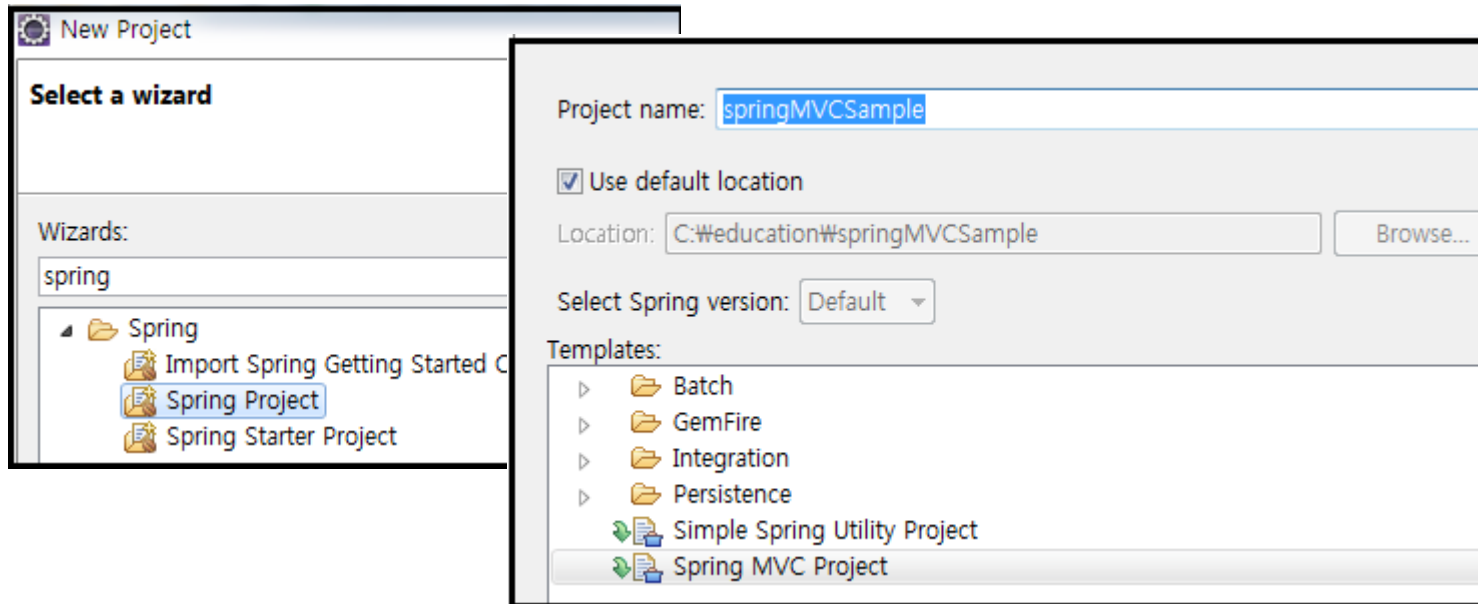 New Project
Select a wizard
Wizards:
spring
Spring
Import Spring Getting Started C
Spring Project
Spring Starter Project
Project name: springMVCSample
Use default location
Location: C:₩education₩springMVCSample Browse...
Select Spring version: Default
Templates:
Batch
GemFire
Integration
Persistence
Simple Spring Utility Project
Spring MVC Project